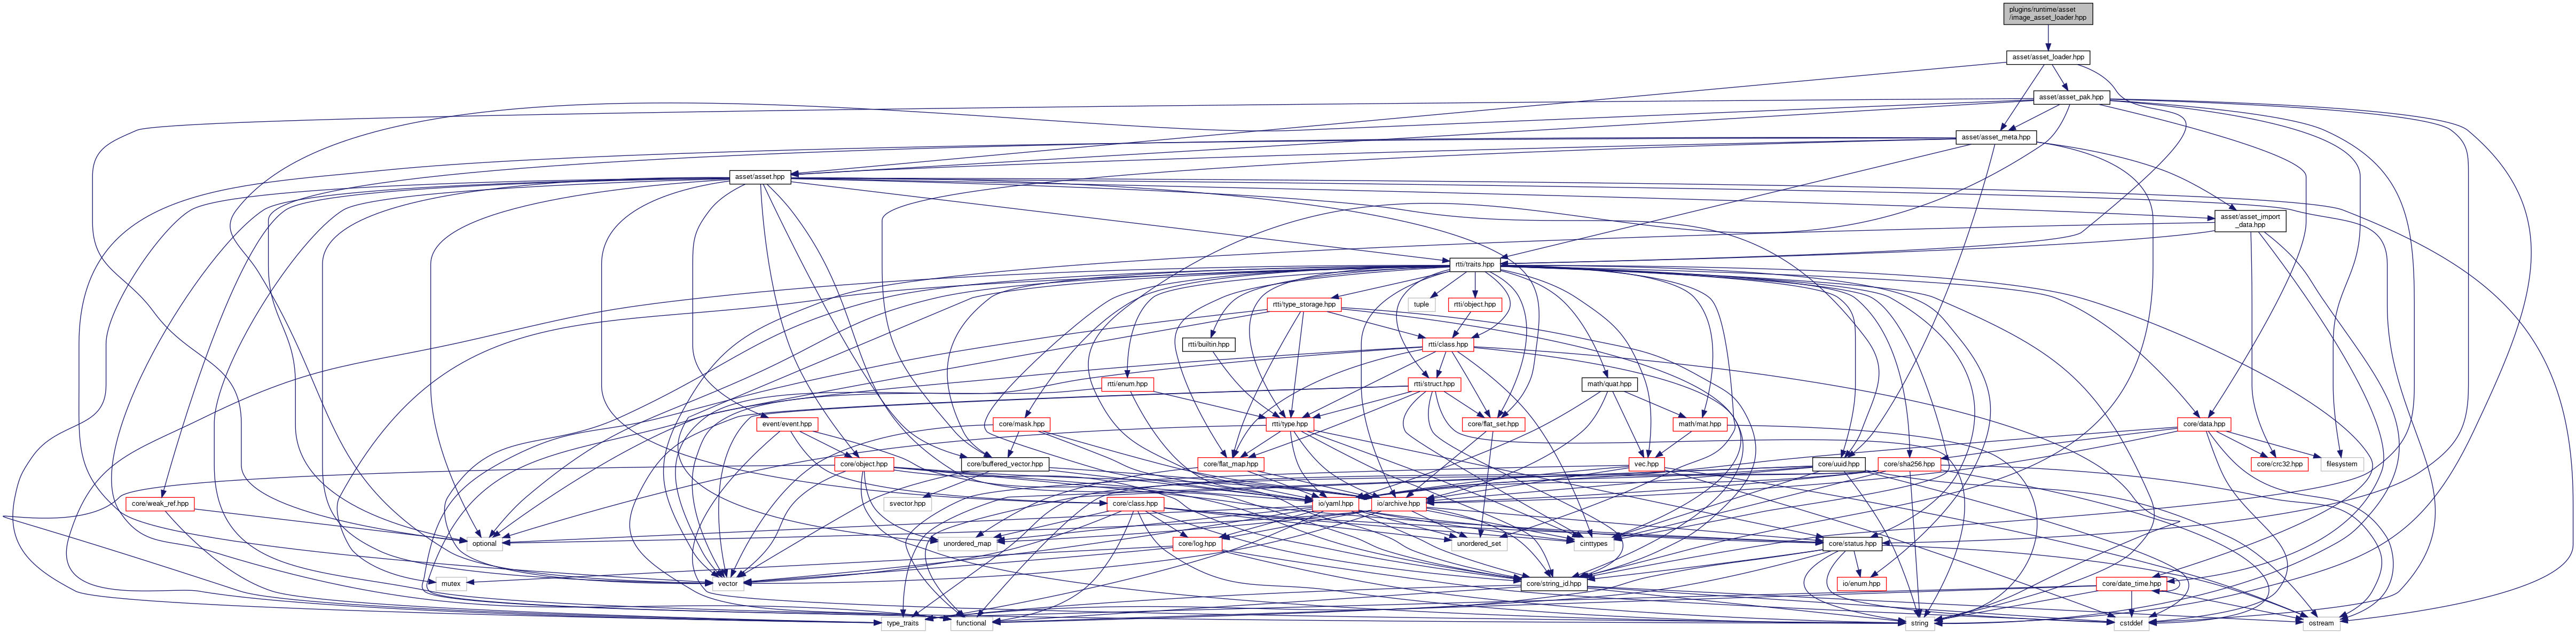 plugins/runtime/asset
/image_asset_loader.hpp
asset/asset_loader.hpp
asset/asset_pak.hpp
asset/asset_meta.hpp
asset/asset.hpp
asset/asset_import
_data.hpp
rtti/traits.hpp
rtti/type_storage.hpp
tuple
rtti/object.hpp
rtti/builtin.hpp
rtti/class.hpp
rtti/enum.hpp
rtti/struct.hpp
math/quat.hpp
event/event.hpp
core/mask.hpp
rtti/type.hpp
core/flat_set.hpp
math/mat.hpp
core/data.hpp
core/object.hpp
core/buffered_vector.hpp
core/flat_map.hpp
vec.hpp
core/uuid.hpp
core/sha256.hpp
core/crc32.hpp
filesystem
core/weak_ref.hpp
svector.hpp
core/class.hpp
io/yaml.hpp
io/archive.hpp
optional
unordered_map
core/log.hpp
unordered_set
cinttypes
core/status.hpp
mutex
vector
core/string_id.hpp
io/enum.hpp
core/date_time.hpp
type_traits
functional
string
cstddef
ostream